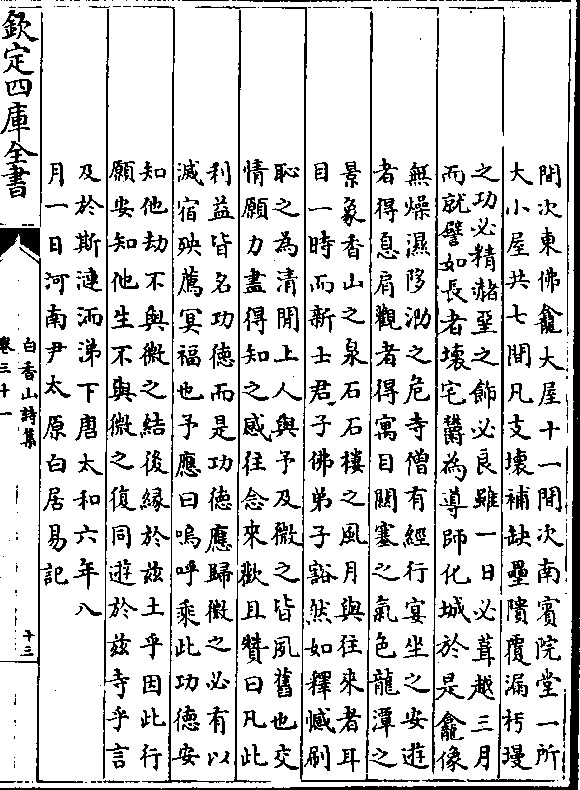 間次東佛龕大屋十一間次南賓院堂一所
大小屋共七間凡支壞補缺壘隤覆漏杇墁
之功必精赭堊之飾必良雖一日必葺越三月
而就譬如長者壞宅鬱為導師化城於是龕像
無燥濕陊泐之危寺僧有經行宴坐之安遊
者得息肩觀者得寓目關塞之氣色龍潭之
景象香山之泉石石樓之風月與往來者耳
目一時而新士君子佛弟子豁然如釋憾刷
恥之為清閒上人與予及微之皆夙舊也交
情願力盡得知之感往念來歡且贊曰凡此
利益皆名功德而是功德應歸微之必有以
滅宿殃薦冥福也予應曰嗚呼乘此功德安
知他劫不與微之結後緣於茲土乎因此行
願安知他生不與微之復同遊於茲寺乎言
及於斯漣洏涕下唐太和六年八
月一日河南尹太原白居易記
欽定四庫全書
白香山詩集
卷三十一
十三